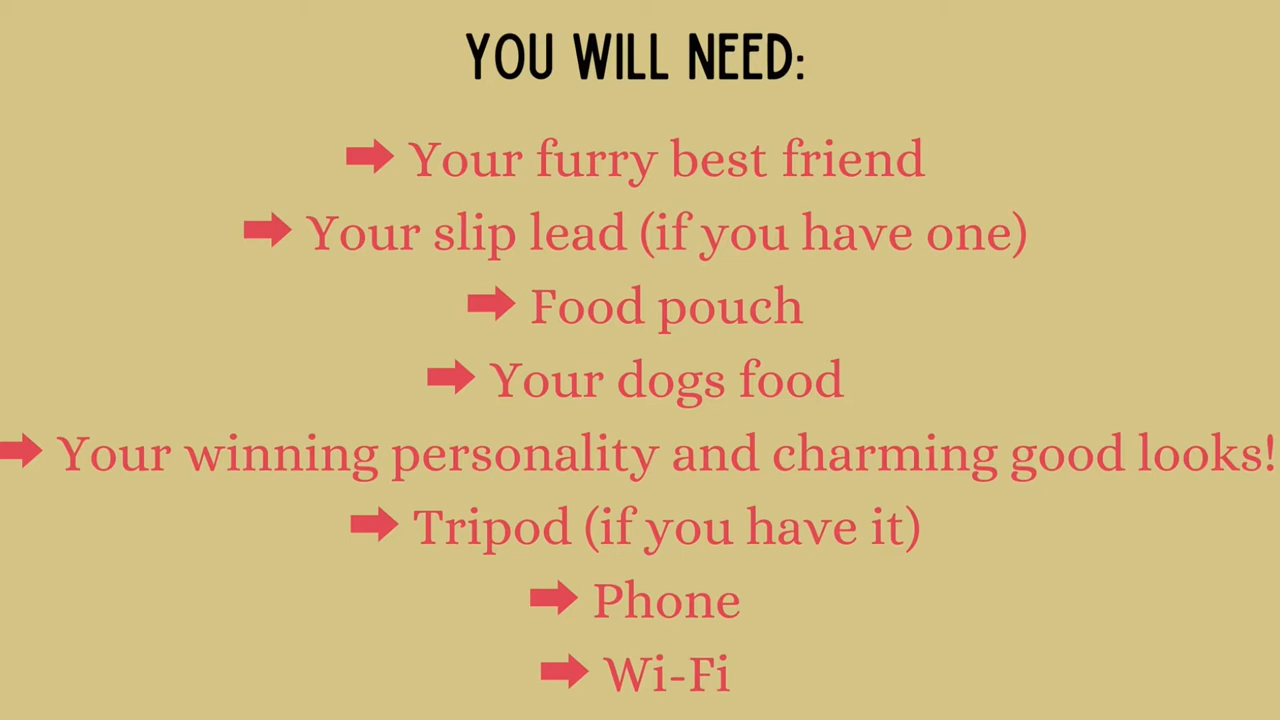 YOU WILL NEED:
➡ Your furry best friend
➡ Your slip lead (if you have one)
➡ Food pouch
➡ Your dogs food
➡ Your winning personality and charming good looks!
➡ Tripod (if you have it)
➡ Phone
➡ Wi-Fi